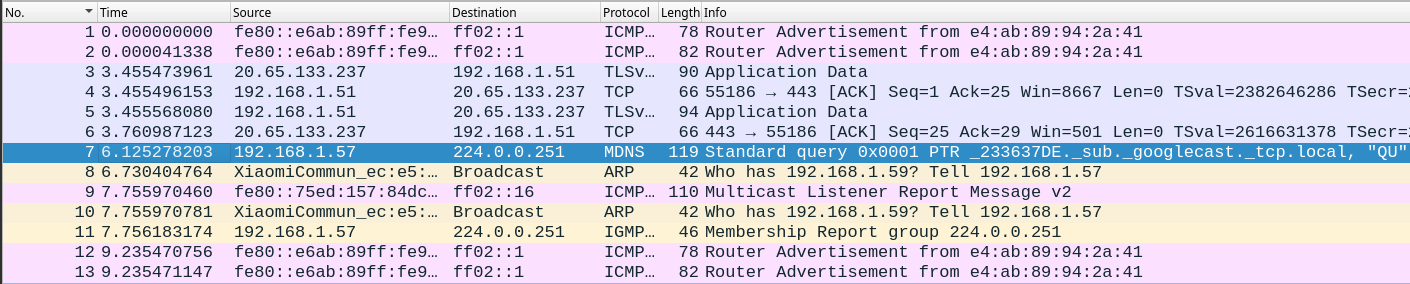 No. Time Source Destination Protocol Length Info
1 0.000000000 fe80::e6ab:89ff:fe9… ff02::1 ICMP… 78 Router Advertisement from e4:ab:89:94:2a:41
2 0.000041338 fe80::e6ab:89ff:fe9… ff02::1 ICMP… 82 Router Advertisement from e4:ab:89:94:2a:41
3 3.455473961 20.65.133.237 192.168.1.51 TLSv… 90 Application Data
4 3.455496153 192.168.1.51 20.65.133.237 TCP 66 55186 → 443 [ACK] Seq=1 Ack=25 Win=8667 Len=0 TSval=2382646286 TSecr=
5 3.455568080 192.168.1.51 20.65.133.237 TLSv… 94 Application Data
6 3.760987123 20.65.133.237 192.168.1.51 TCP 66 443 → 55186 [ACK] Seq=25 Ack=29 Win=501 Len=0 TSval=2616631378 TSecr=
7 6.125278203 192.168.1.57 224.0.0.251 MDNS 119 Standard query 0x0001 PTR _233637DE._sub._googlecast._tcp.local, "QU"
8 6.730404764 XiaomiCommun_ec:e5:… Broadcast ARP 42 Who has 192.168.1.59? Tell 192.168.1.57
9 7.755970460 fe80::75ed:157:84dc… ff02::16 ICMP… 110 Multicast Listener Report Message v2
10 7.755970781 XiaomiCommun_ec:e5:… Broadcast ARP 42 Who has 192.168.1.59? Tell 192.168.1.57
11 7.756183174 192.168.1.57 224.0.0.251 IGMP… 46 Membership Report group 224.0.0.251
12 9.235470756 fe80::e6ab:89ff:fe9… ff02::1 ICMP… 78 Router Advertisement from e4:ab:89:94:2a:41
13 9.235471147 fe80::e6ab:89ff:fe9… ff02::1 ICMP… 82 Router Advertisement from e4:ab:89:94:2a:41